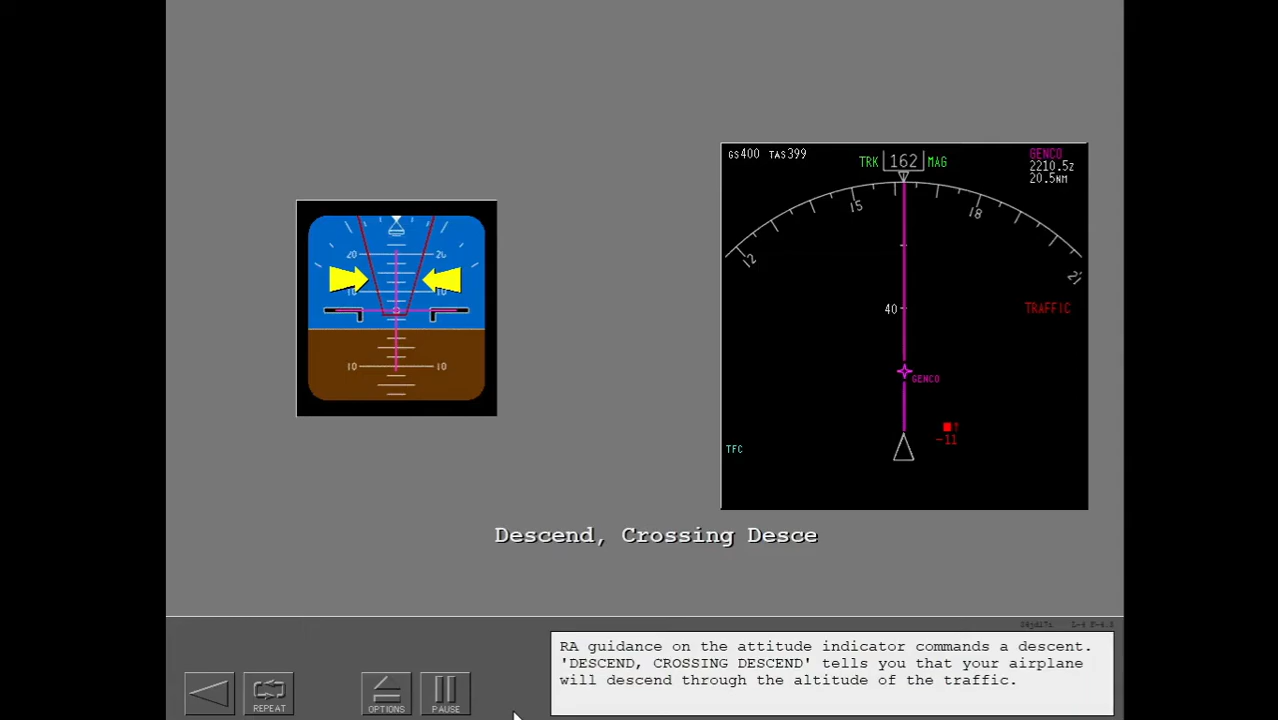 GS400 TAS399
TRK 162 MAG
GENCO
2210.5Z
20.5NM
12
15
18
21
20 20
10 10
10 10
40
TRAFFIC
GENCO
-11
TFC
Descend, Crossing Desce
RA guidance on the attitude indicator commands a descent.
'DESCEND, CROSSING DESCEND' tells you that your airplane
will descend through the altitude of the traffic.
REPEAT
OPTIONS
PAUSE